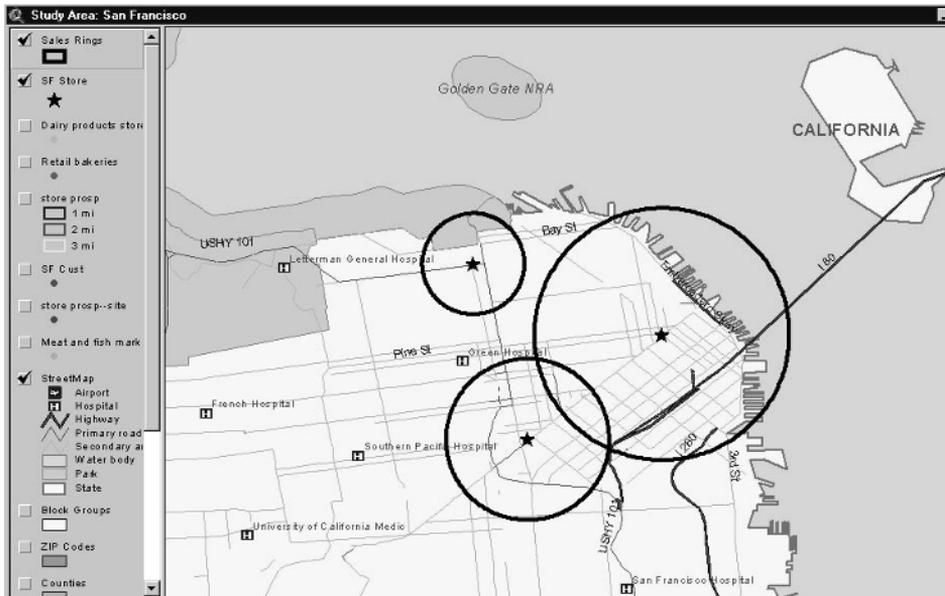 Study Area: San Francisco
Sales Rings
SF Store
Dairy products store
Retail bakeries
store prosp
1 mi
2 mi
3 mi
SF Cust
store prosp--site
Meat and fish mark
StreetMap
Airport
Hospital
Highway
Primary road
Secondary a
Water body
Park
State
Block Groups
ZIP Codes
Counties
Golden Gate NRA
CALIFORNIA
USHY 101
Letterman General Hospital
Bay St
I 80
Pine St
Green Hospital
French Hospital
Southern Pacific Hospital
I 280
3rd St
University of California Medic
USHY 101
San Francisco Hospital